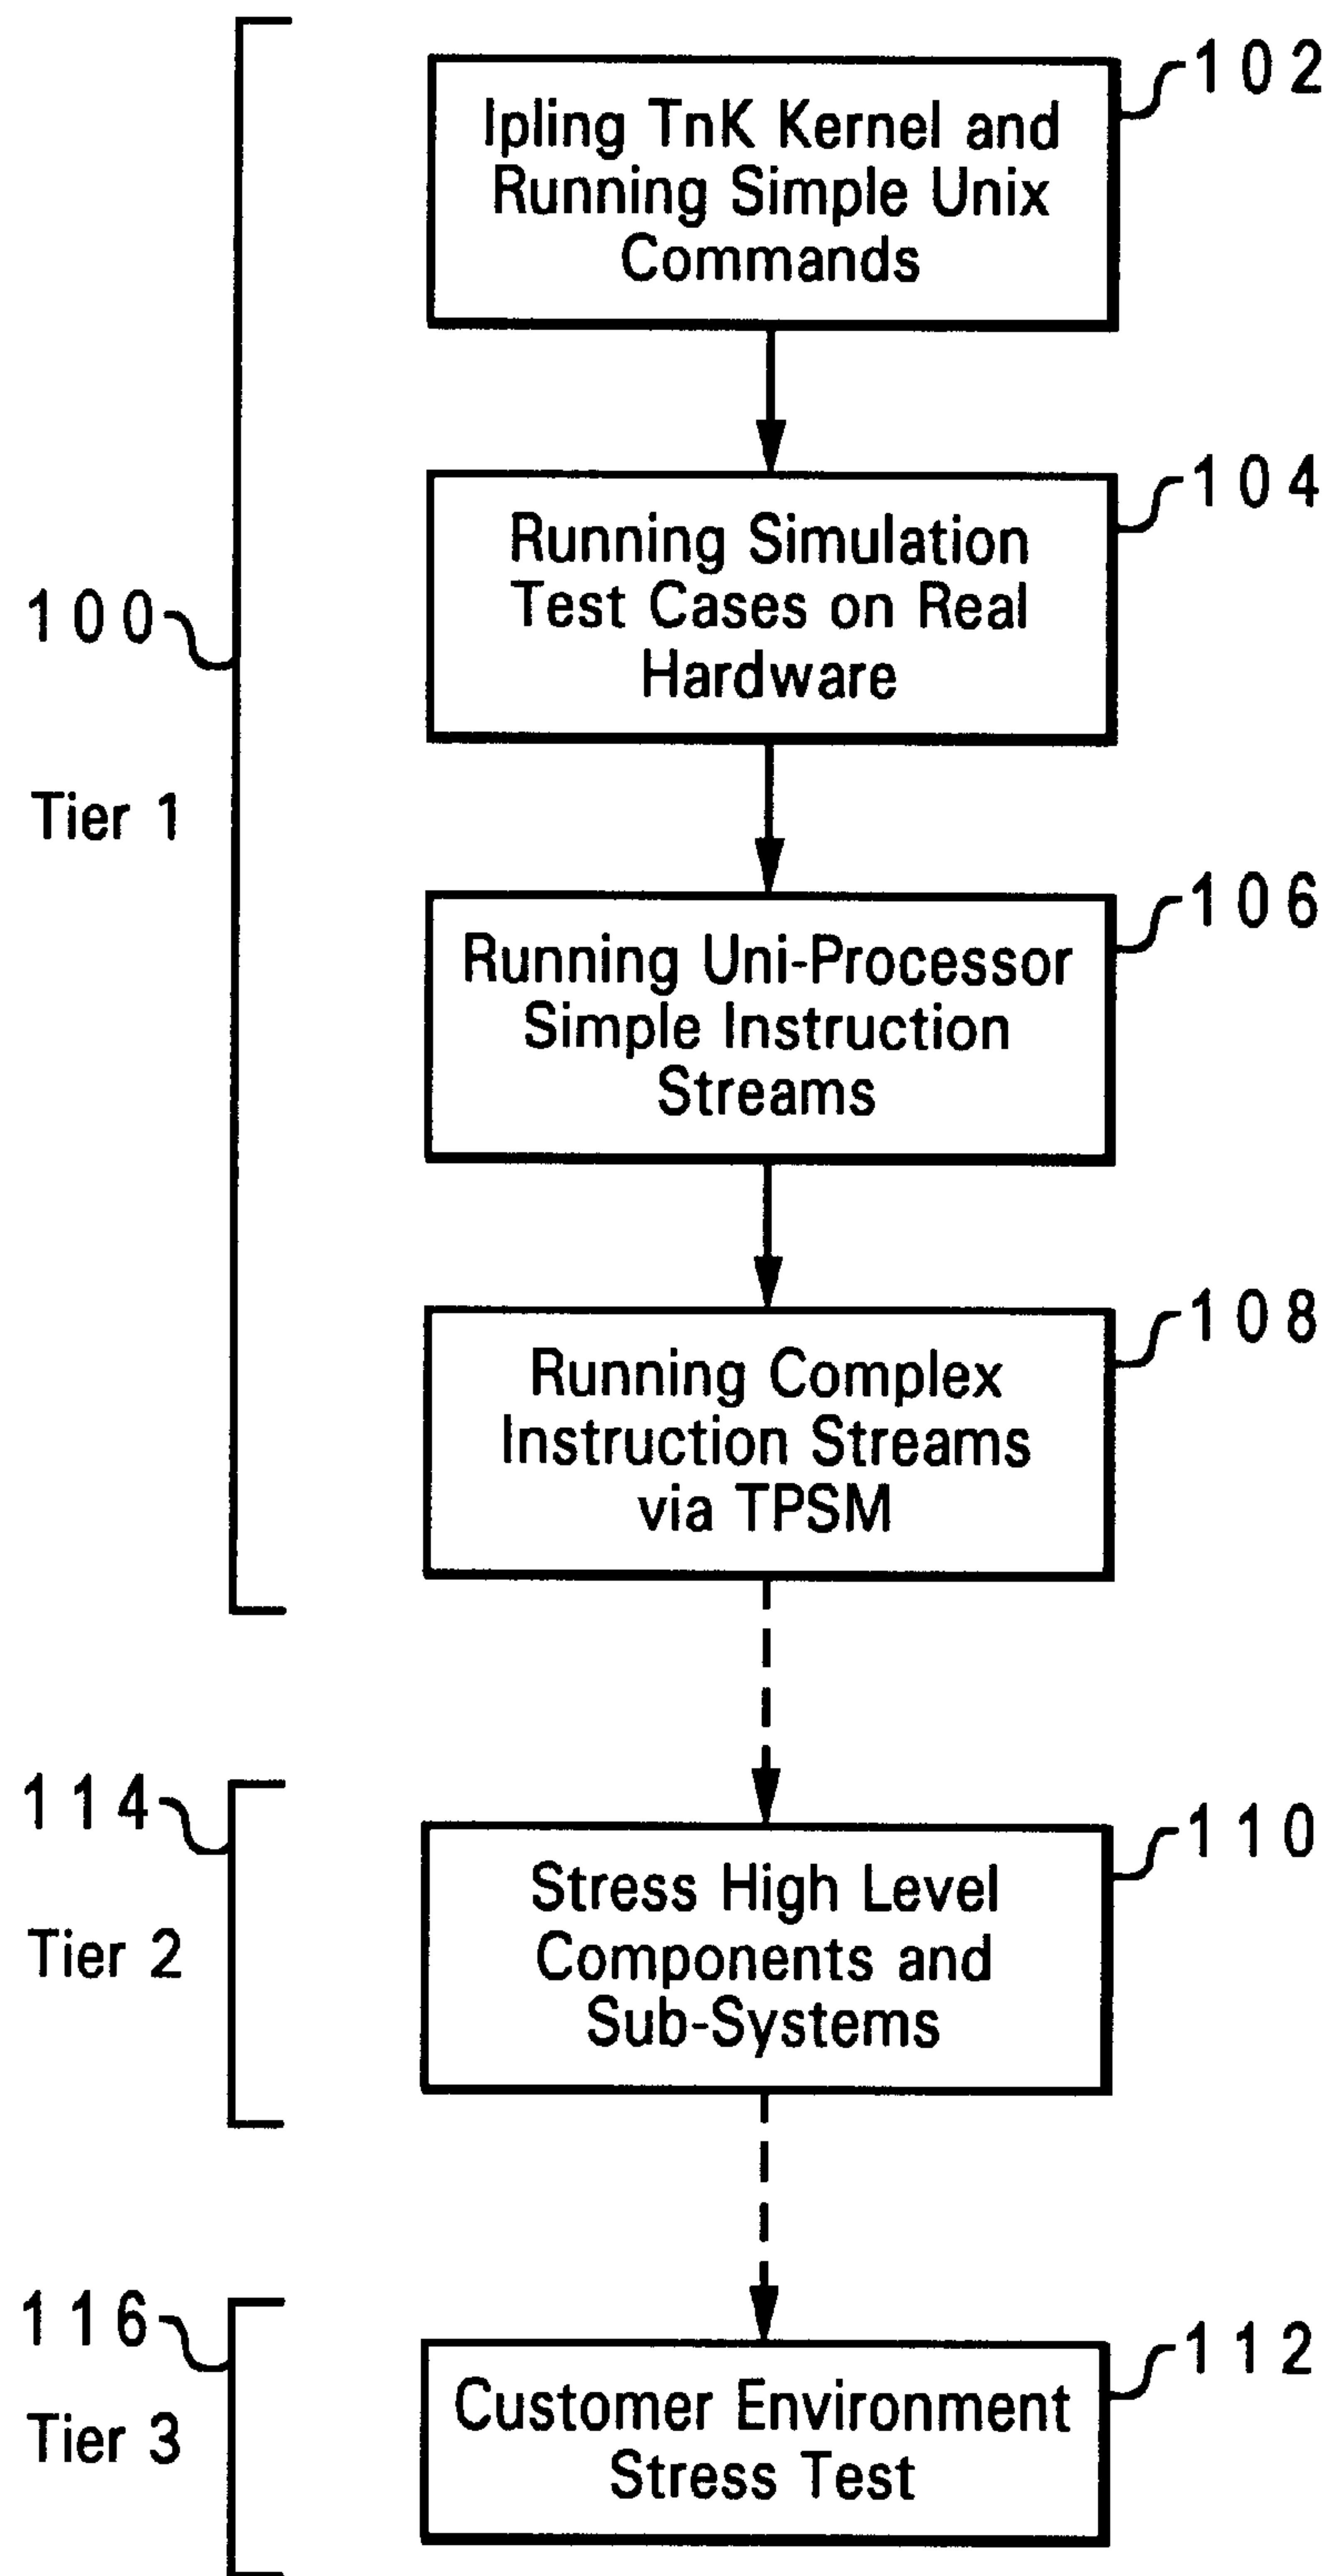 102
Ipling TnK Kernel and
Running Simple Unix
Commands
104
Running Simulation
Test Cases on Real
Hardware
100
Tier 1
106
Running Uni-Processor
Simple Instruction
Streams
108
Running Complex
Instruction Streams
via TPSM
114
Tier 2
110
Stress High Level
Components and
Sub-Systems
116
Tier 3
112
Customer Environment
Stress Test